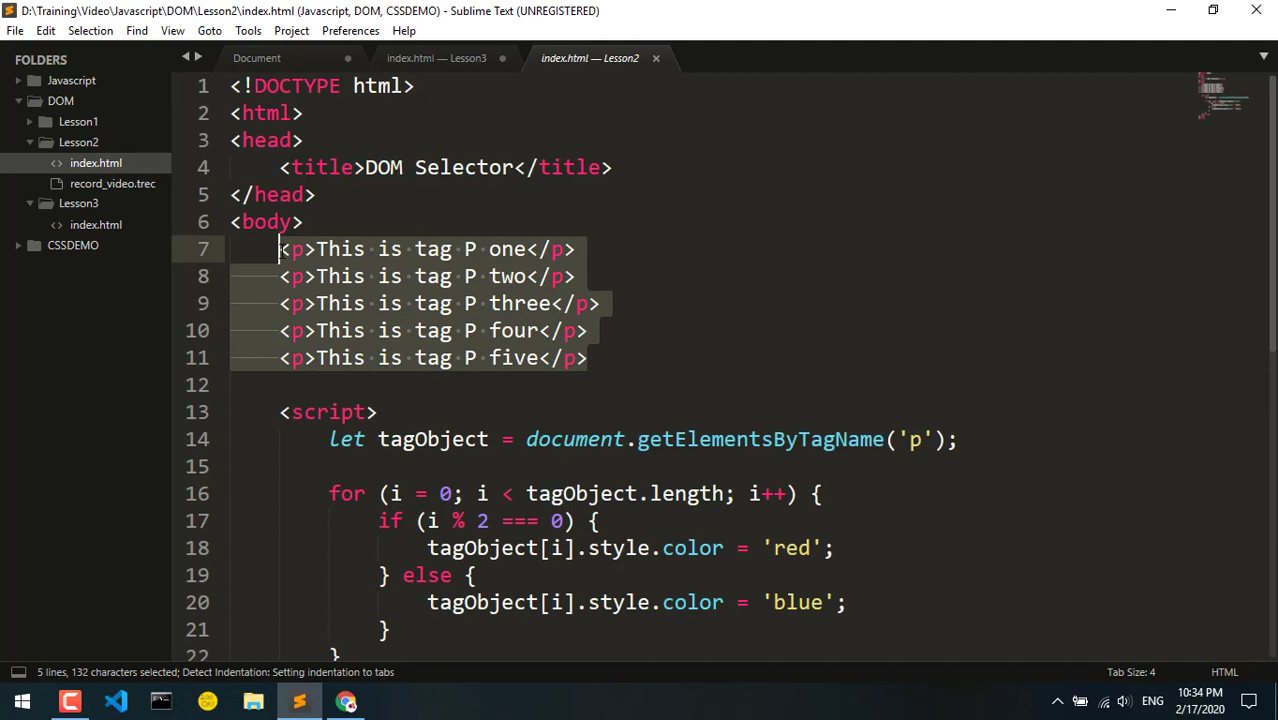 D:\Training\Video\Javascript\DOM\Lesson2\index.html (Javascript, DOM, CSSDEMO) - Sublime Text (UNREGISTERED)
File Edit Selection Find View Goto Tools Project Preferences Help
FOLDERS
Javascript
DOM
Lesson1
Lesson2
index.html
record_video.trec
Lesson3
index.html
CSSDEMO
Document
index.html — Lesson3
index.html — Lesson2
1 <!DOCTYPE html>
2 <html>
3 <head>
4 <title>DOM Selector</title>
5 </head>
6 <body>
7 <p>This is tag P one</p>
8 <p>This is tag P two</p>
9 <p>This is tag P three</p>
10 <p>This is tag P four</p>
11 <p>This is tag P five</p>
12
13 <script>
14 let tagObject = document.getElementsByTagName('p');
15
16 for (i = 0; i < tagObject.length; i++) {
17 if (i % 2 === 0) {
18 tagObject[i].style.color = 'red';
19 } else {
20 tagObject[i].style.color = 'blue';
21 }
22 }
5 lines, 132 characters selected; Detect Indentation: Setting indentation to tabs
Tab Size: 4
HTML
ENG
10:34 PM
2/17/2020